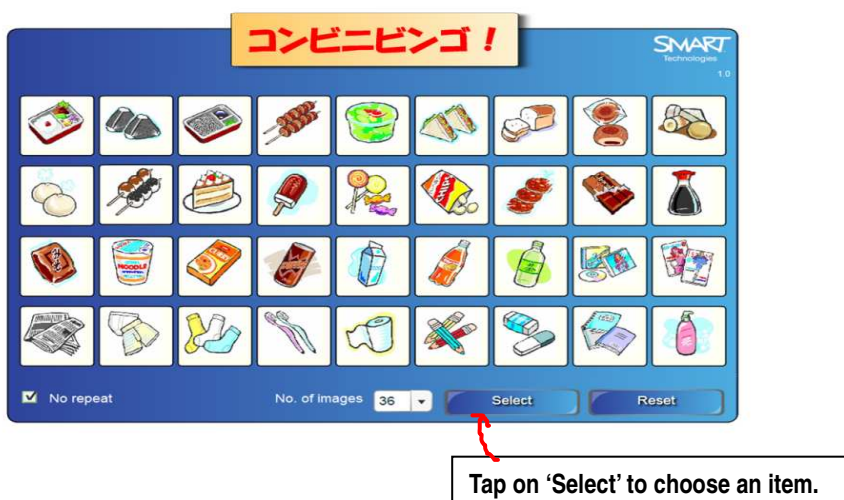 コンビニビンゴ！
SMART
Technologies
1.0
NOODLE
No repeat
No. of images
36
Select
Reset
Tap on ‘Select’ to choose an item.